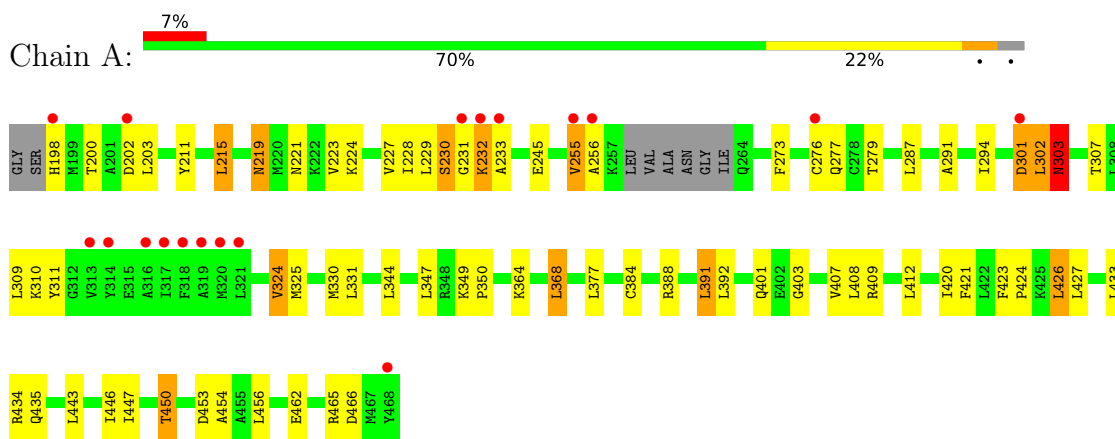 7%
Chain A:
70% 22% • •
GLY SER H198 M199 T200 A201 D202 L203 Y211 L215 N219 M220 N221 K222 V223 K224 V227 I228 L229 S230 G231 K232 A233 E245 V255 A256 K257 LEU VAL ALA ASN GLY ILE Q264 F273 C276 Q277 C278 T279 L287 A291 I294 D301 L302 N303 T307 L308
L309 K310 Y311 G312 V313 Y314 E315 A316 I317 F318 A319 M320 L321 V324 M325 M330 L331 L344 L347 R348 K349 P350 K364 L368 L377 C384 R388 L391 L392 Q401 E402 G403 V407 L408 R409 L412 I420 F421 L422 F423 P424 K425 L426 L427 L433
R434 Q435 L443 I446 I447 T450 D453 A454 A455 L456 E462 R465 D466 M467 Y468